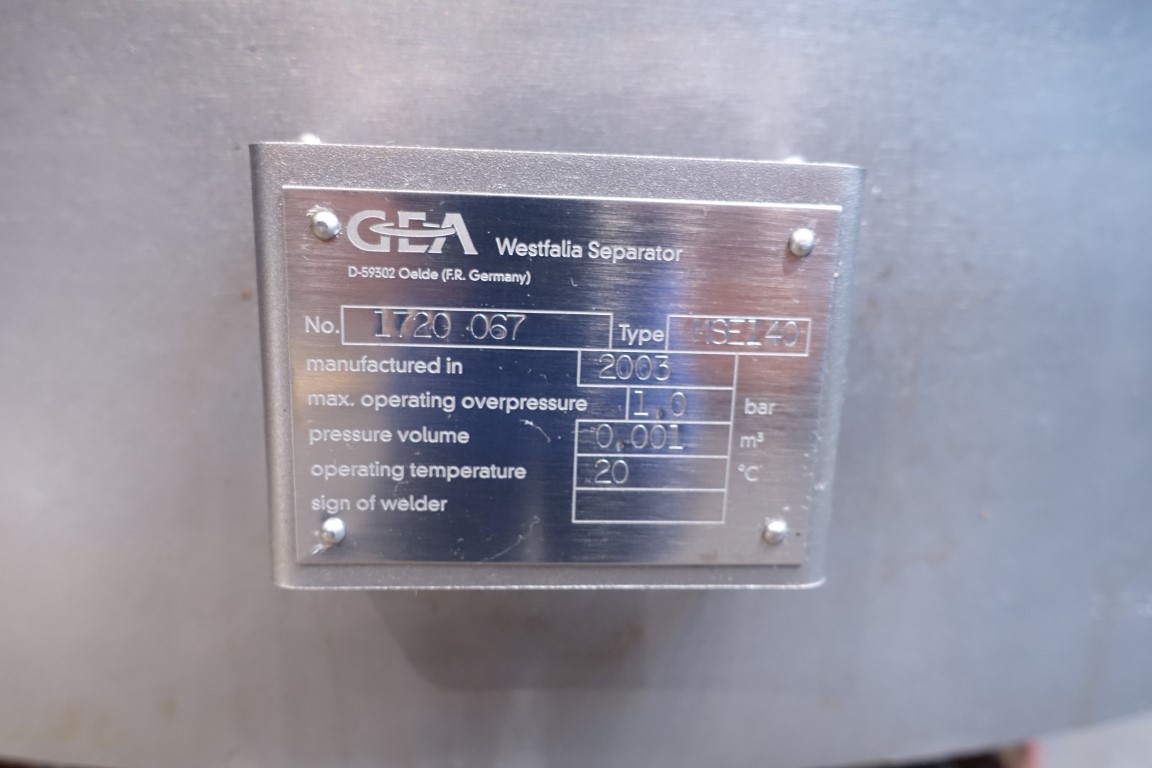 GEA Westfalia Separator
D-59302 Oelde (F.R. Germany)
No. 1720 067 Type MSE140
manufactured in 2003
max. operating overpressure 1,0 bar
pressure volume 0,001 m³
operating temperature 20 °C
sign of welder